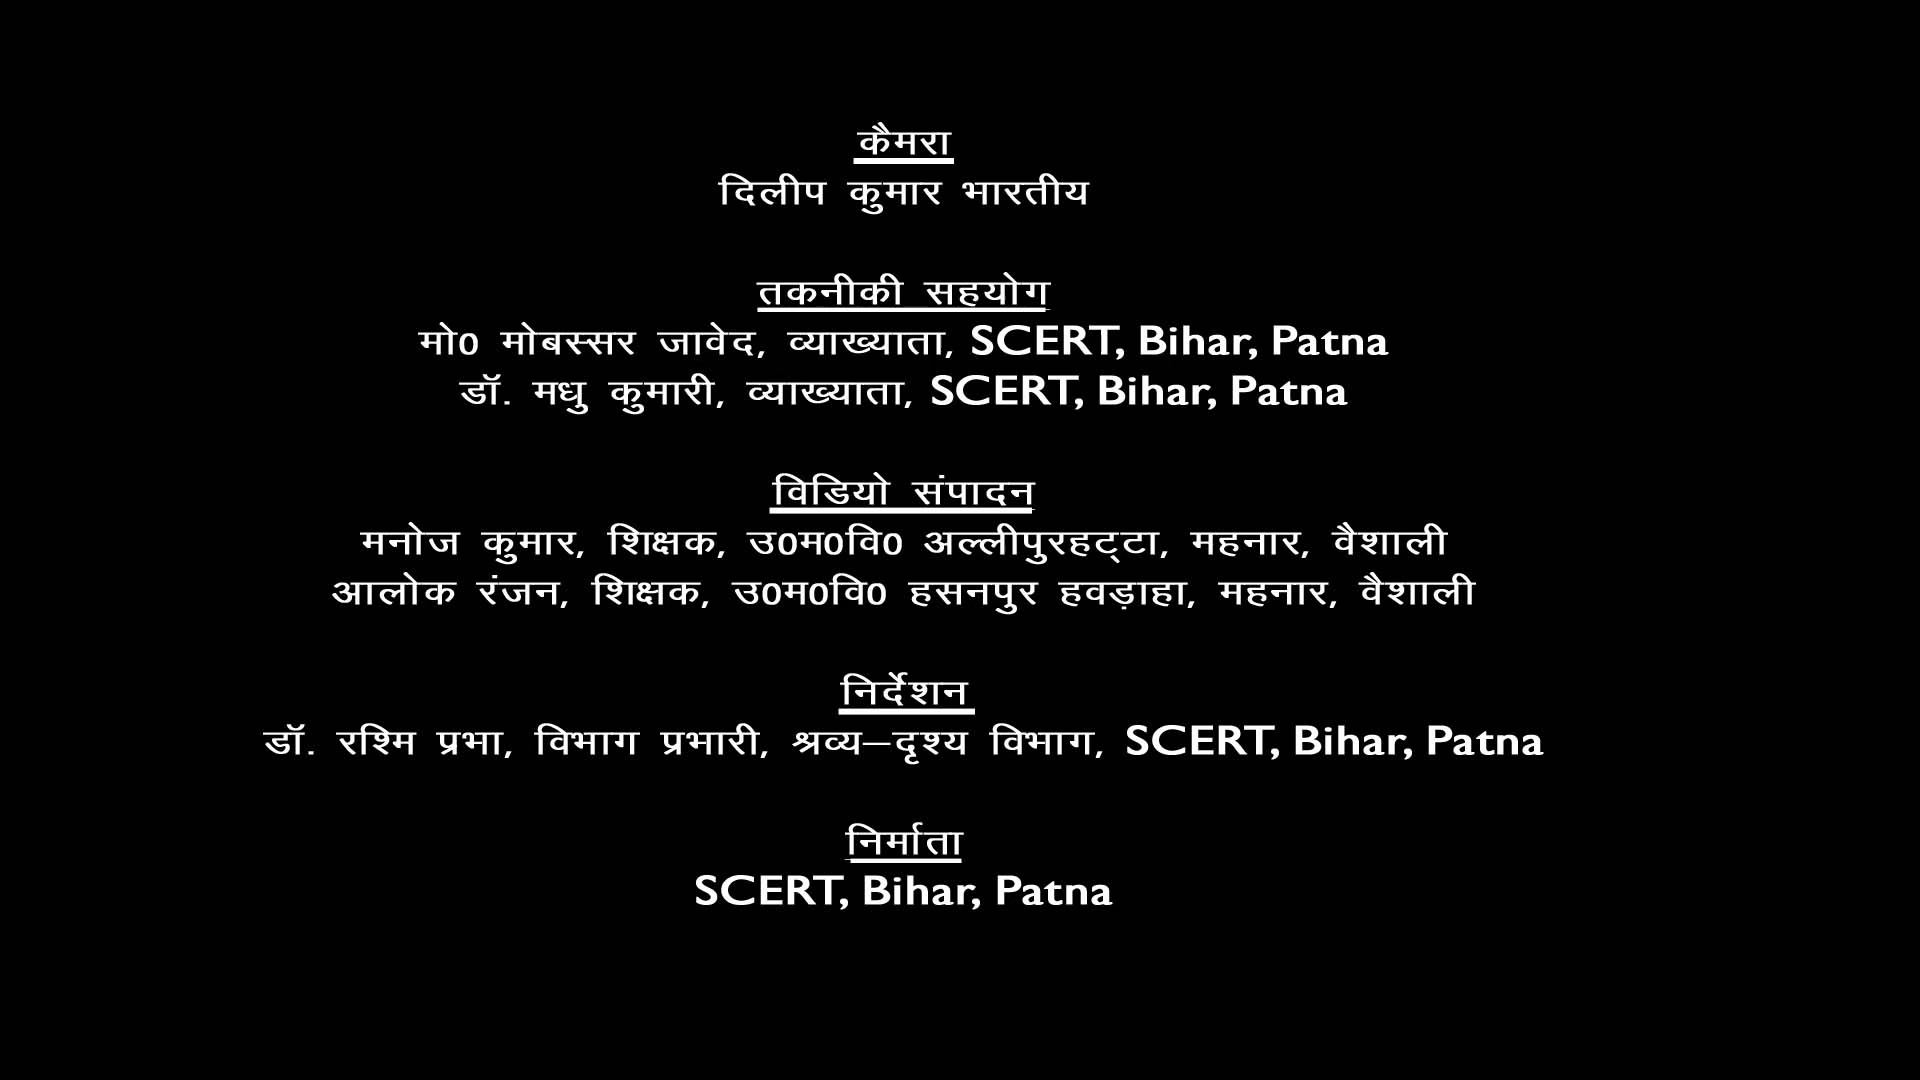 कैमरा
दिलीप कुमार भारतीय
तकनीकी सहयोग
मो0 मोबस्सर जावेद, व्याख्याता, SCERT, Bihar, Patna
डॉ. मधु कुमारी, व्याख्याता, SCERT, Bihar, Patna
विडियो संपादन
मनोज कुमार, शिक्षक, उ0म0वि0 अल्लीपुरहट्टा, महनार, वैशाली
आलोक रंजन, शिक्षक, उ0म0वि0 हसनपुर हवड़ाहा, महनार, वैशाली
निर्देशन
डॉ. रश्मि प्रभा, विभाग प्रभारी, श्रव्य–दृश्य विभाग, SCERT, Bihar, Patna
निर्माता
SCERT, Bihar, Patna